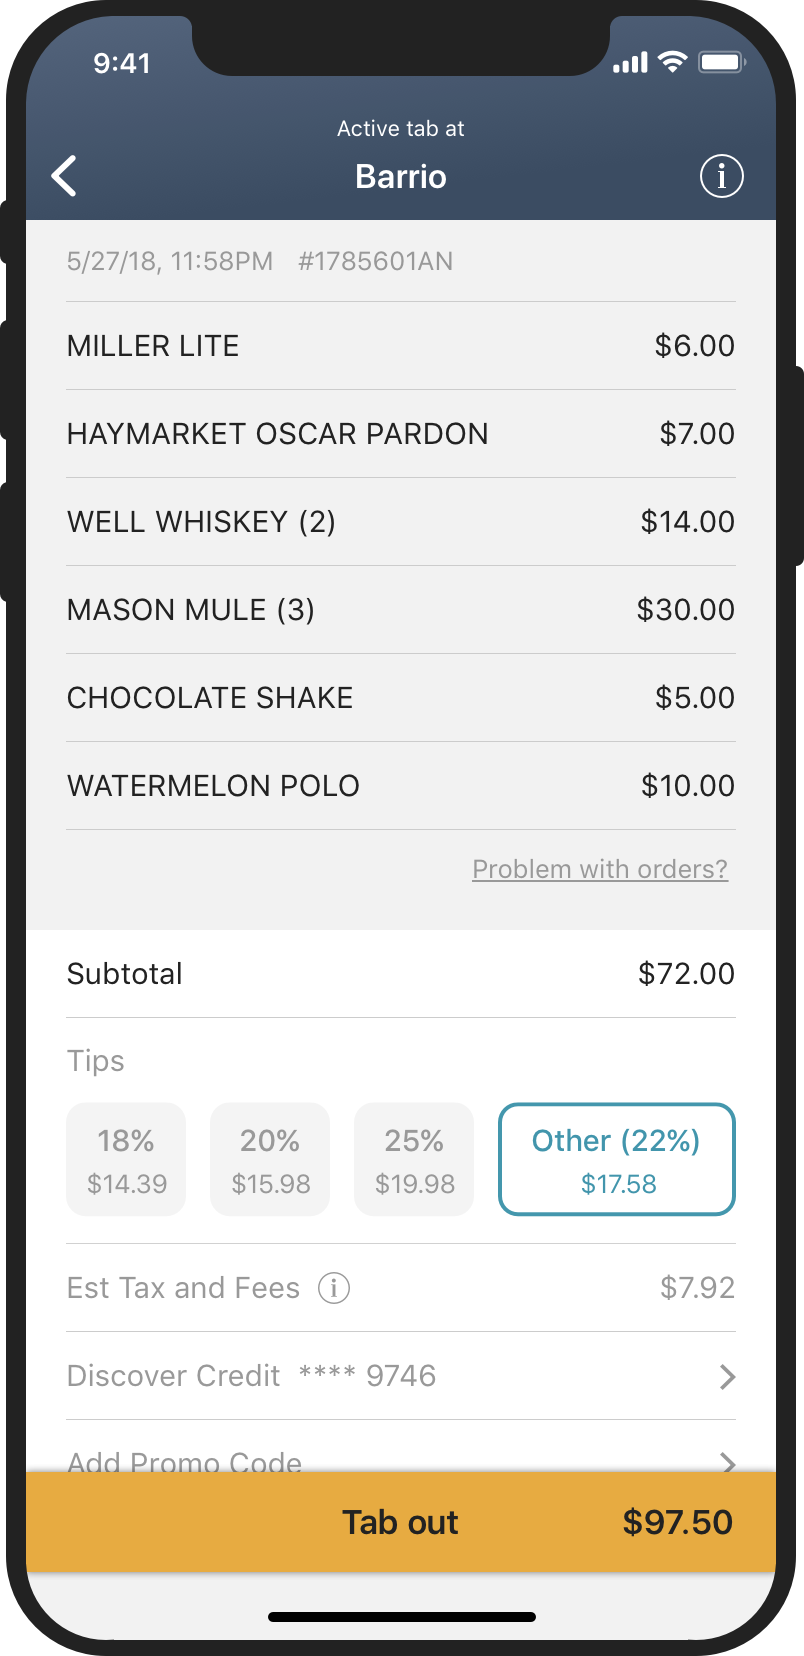 9:41
Active tab at
Barrio
i
5/27/18, 11:58PM #1785601AN
MILLER LITE $6.00
HAYMARKET OSCAR PARDON $7.00
WELL WHISKEY (2) $14.00
MASON MULE (3) $30.00
CHOCOLATE SHAKE $5.00
WATERMELON POLO $10.00
Problem with orders?
Subtotal $72.00
Tips
18% 20% 25% Other (22%)
$14.39 $15.98 $19.98 $17.58
Est Tax and Fees i $7.92
Discover Credit **** 9746
Add Promo Code
Tab out $97.50